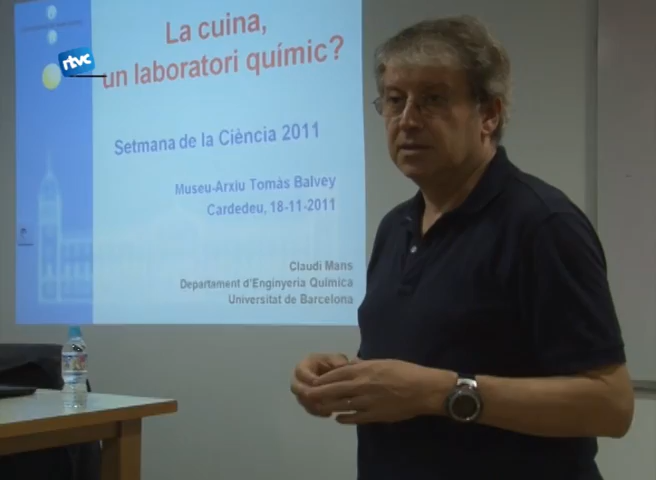 rtvc
La cuina,
un laboratori químic?
Setmana de la Ciència 2011
Museu-Arxiu Tomàs Balvey
Cardedeu, 18-11-2011
Claudi Mans
Departament d'Enginyeria Química
Universitat de Barcelona